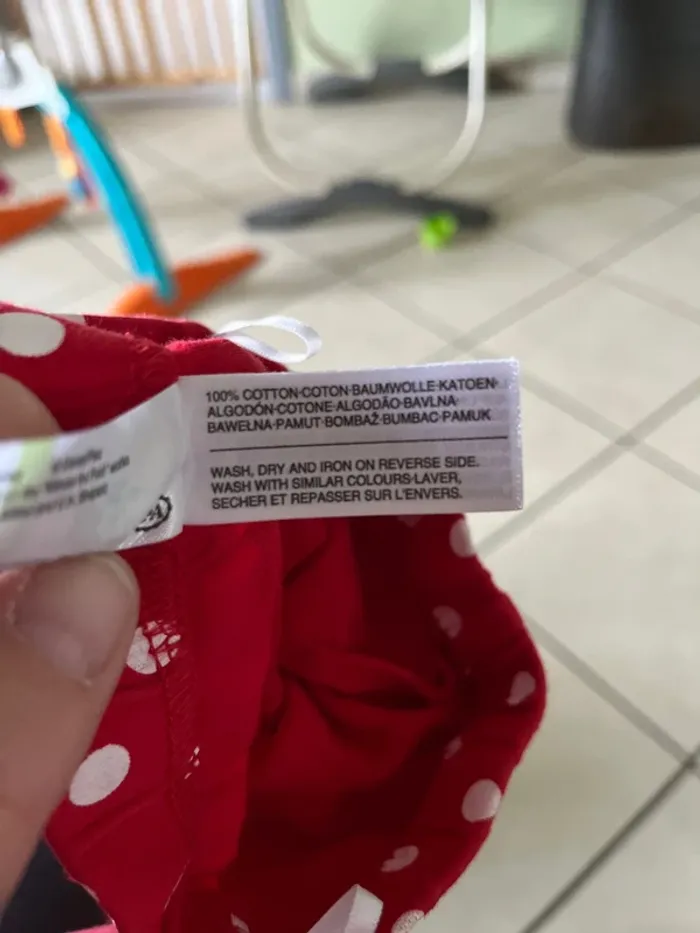 100% COTTON·COTON·BAUMWOLLE·KATOEN·
ALGODÓN·COTONE·ALGODÃO·BAVLNA·
BAWEŁNA·PAMUT·BOMBAŽ·BUMBAC·PAMUK
WASH, DRY AND IRON ON REVERSE SIDE.
WASH WITH SIMILAR COLOURS·LAVER,
SECHER ET REPASSER SUR L'ENVERS.